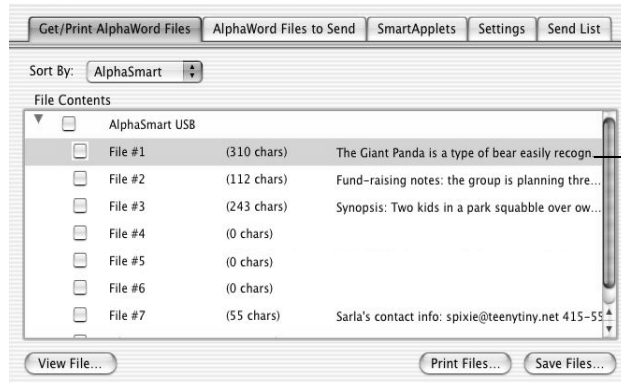 Get/Print AlphaWord Files AlphaWord Files to Send SmartApplets Settings Send List
Sort By: AlphaSmart
File Contents
AlphaSmart USB
File #1 (310 chars) The Giant Panda is a type of bear easily recogn
File #2 (112 chars) Fund-raising notes: the group is planning thre...
File #3 (243 chars) Synopsis: Two kids in a park squabble over ow...
File #4 (0 chars)
File #5 (0 chars)
File #6 (0 chars)
File #7 (55 chars) Sarla's contact info: spixie@teenytiny.net 415-55
View File... Print Files... Save Files...